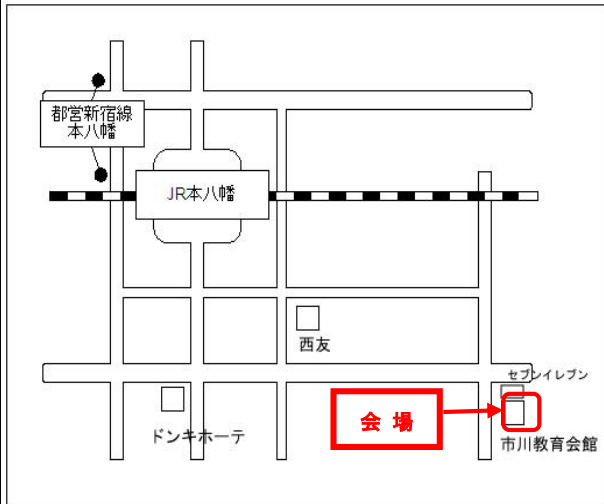 都営新宿線
本八幡
JR本八幡
西友
セブンイレブン
会 場
ドンキホーテ
市川教育会館